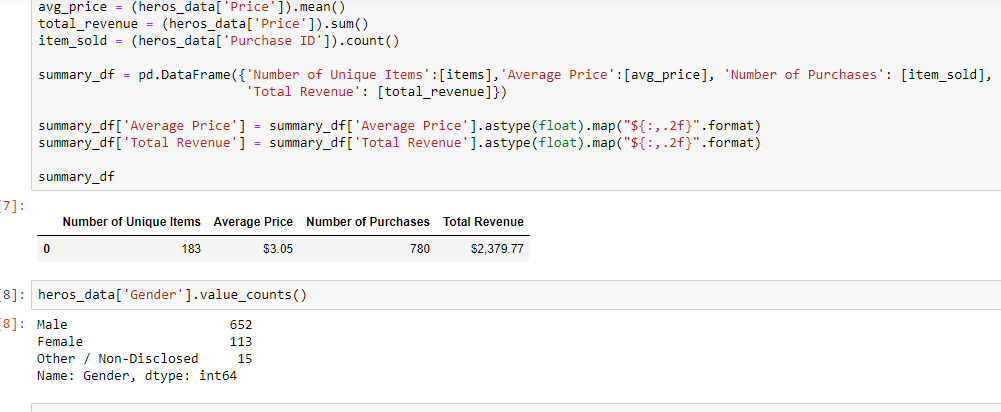 avg_price = (heros_data['Price']).mean()
total_revenue = (heros_data['Price']).sum()
item_sold = (heros_data['Purchase ID']).count()
summary_df = pd.DataFrame({'Number of Unique Items':[items],'Average Price':[avg_price], 'Number of Purchases': [item_sold],
'Total Revenue': [total_revenue]})
summary_df['Average Price'] = summary_df['Average Price'].astype(float).map("${:,.2f}".format)
summary_df['Total Revenue'] = summary_df['Total Revenue'].astype(float).map("${:,.2f}".format)
summary_df
[7]:
Number of Unique Items Average Price Number of Purchases Total Revenue
0 183 $3.05 780 $2,379.77
[8]: heros_data['Gender'].value_counts()
[8]: Male 652
Female 113
Other / Non-Disclosed 15
Name: Gender, dtype: int64